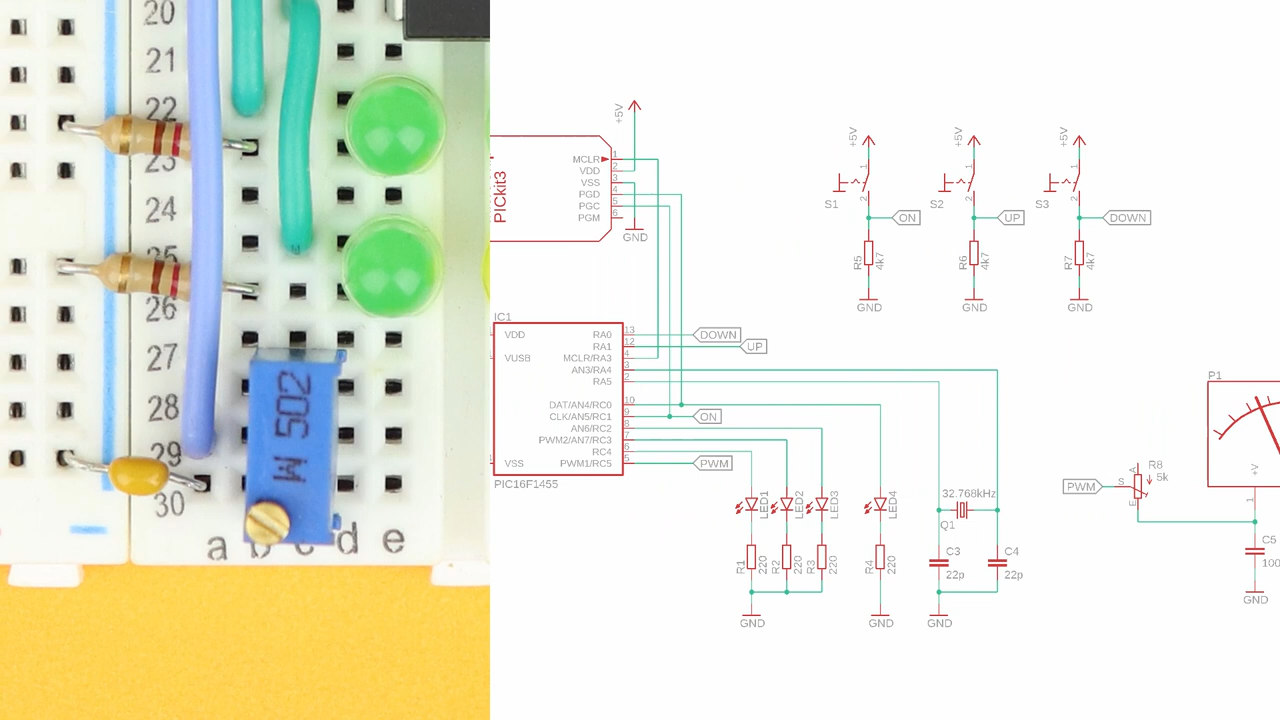 20
21
22
23
24
25
26
27
28
29
30
a b c d e
W 502
PICkit3
MCLR
VDD
VSS
PGD
PGC
PGM
1
2
3
4
5
6
+5V
GND
IC1
VDD
VUSB
VSS
RA0
RA1
MCLR/RA3
AN3/RA4
RA5
DAT/AN4/RC0
CLK/AN5/RC1
AN6/RC2
PWM2/AN7/RC3
RC4
PWM1/RC5
13
12
4
3
2
10
9
8
7
6
5
PIC16F1455
DOWN
UP
ON
PWM
+5V
1
S1
2
ON
R5
4k7
GND
+5V
1
S2
2
UP
R6
4k7
GND
+5V
1
S3
2
DOWN
R7
4k7
GND
LED1
LED2
LED3
LED4
R1
220
R2
220
R3
220
R4
220
GND
GND
32.768kHz
Q1
C3
22p
C4
22p
GND
PWM
S
A
E
R8
5k
P1
+V
1
C5
100
GND